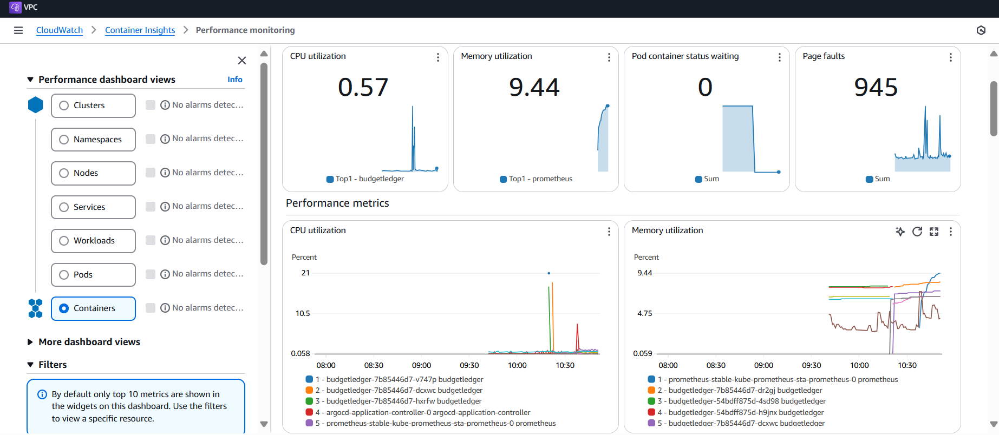 VPC
CloudWatch > Container Insights > Performance monitoring
Performance dashboard views Info
Clusters No alarms detec...
Namespaces No alarms detec...
Nodes No alarms detec...
Services No alarms detec...
Workloads No alarms detec...
Pods No alarms detec...
Containers No alarms detec...
More dashboard views
Filters
By default only top 10 metrics are shown in
the widgets on this dashboard. Use the filters
to view a specific resource.
CPU utilization
0.57
Top1 - budgetledger
Memory utilization
9.44
Top1 - prometheus
Pod container status waiting
0
Sum
Page faults
945
Sum
Performance metrics
CPU utilization
Percent
21
10.5
0.058
08:00 08:30 09:00 09:30 10:00 10:30
1 - budgetledger-7b85446d7-v747p budgetledger
2 - budgetledger-7b85446d7-dcxwc budgetledger
3 - budgetledger-7b85446d7-hxrfw budgetledger
4 - argocd-application-controller-0 argocd-application-controller
5 - prometheus-stable-kube-prometheus-sta-prometheus-0 prometheus
Memory utilization
Percent
9.44
4.75
0.059
08:00 08:30 09:00 09:30 10:00 10:30
1 - prometheus-stable-kube-prometheus-sta-prometheus-0 prometheus
2 - budgetledger-7b85446d7-dr2gj budgetledger
3 - budgetledger-54bdff875d-4sd98 budgetledger
4 - budgetledger-54bdff875d-h9jnx budgetledger
5 - budgetledger-7b85446d7-dcxwc budgetledger